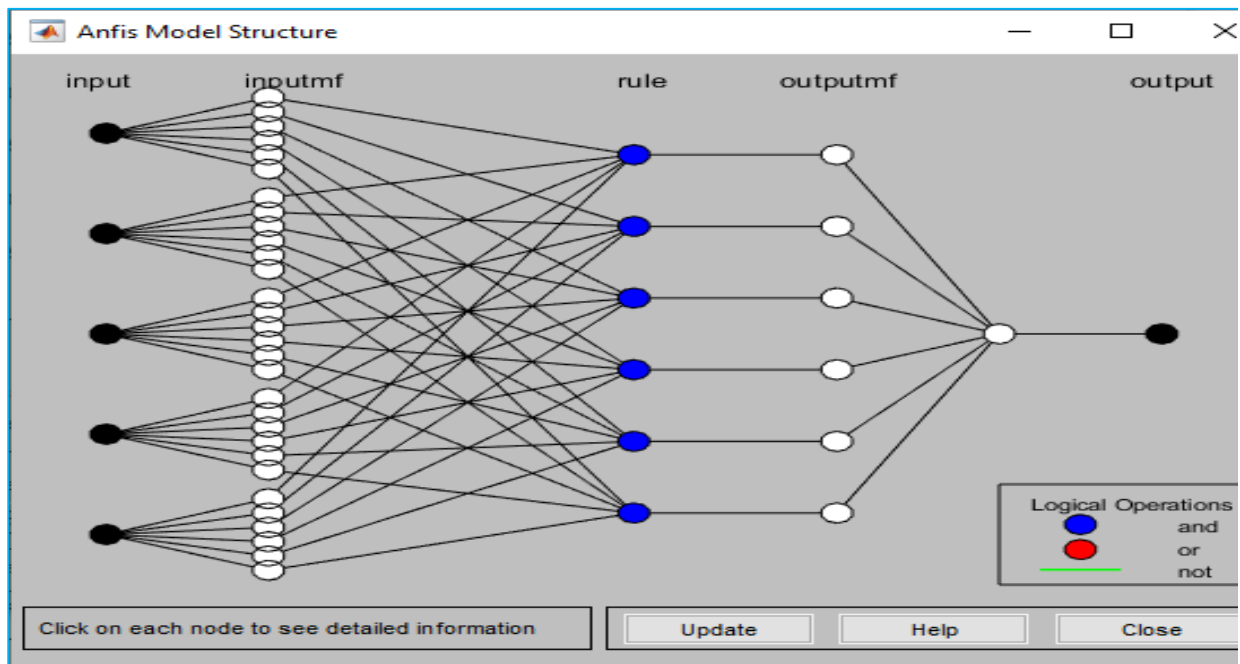 Anfis Model Structure
input inputmf rule outputmf output
Logical Operations
and
or
not
Click on each node to see detailed information Update Help Close